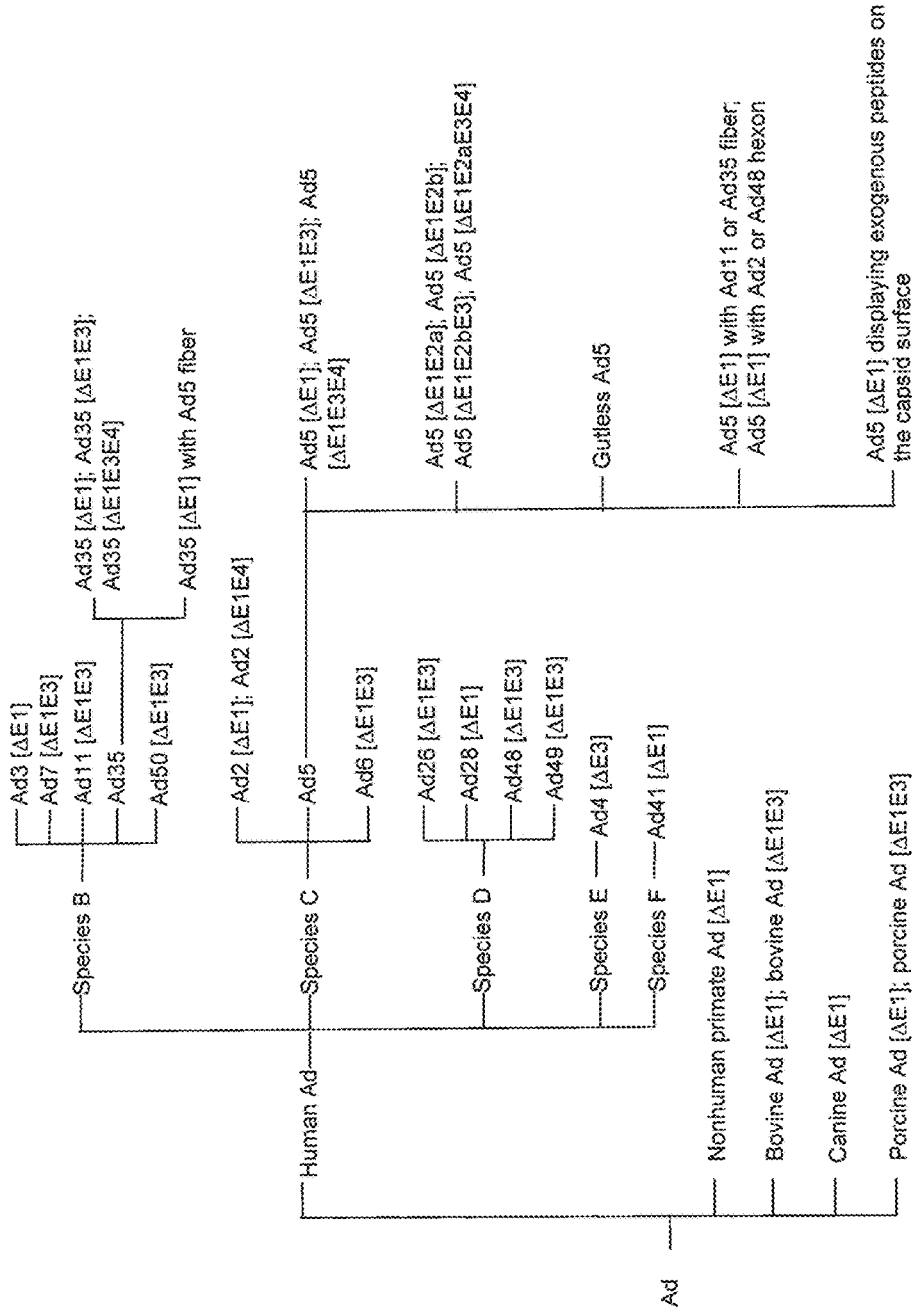 Ad
Human Ad
Species B
Ad3 [ΔE1]
Ad7 [ΔE1E3]
Ad11 [ΔE1E3]
Ad35
Ad35 [ΔE1]; Ad35 [ΔE1E3];
Ad35 [ΔE1E3E4]
Ad35 [ΔE1] with Ad5 fiber
Ad50 [ΔE1E3]
Species C
Ad2 [ΔE1]; Ad2 [ΔE1E4]
Ad5
Ad5 [ΔE1]; Ad5 [ΔE1E3]; Ad5
[ΔE1E3E4]
Ad5 [ΔE1E2a]; Ad5 [ΔE1E2b];
Ad5 [ΔE1E2bE3]; Ad5 [ΔE1E2aE3E4]
Gutless Ad5
Ad5 [ΔE1] with Ad11 or Ad35 fiber;
Ad5 [ΔE1] with Ad2 or Ad48 hexon
Ad5 [ΔE1] displaying exogenous peptides on
the capsid surface
Ad6 [ΔE1E3]
Species D
Ad26 [ΔE1E3]
Ad28 [ΔE1]
Ad48 [ΔE1E3]
Ad49 [ΔE1E3]
Species E
Ad4 [ΔE3]
Species F
Ad41 [ΔE1]
Nonhuman primate Ad [ΔE1]
Bovine Ad [ΔE1]; bovine Ad [ΔE1E3]
Canine Ad [ΔE1]
Porcine Ad [ΔE1]; porcine Ad [ΔE1E3]